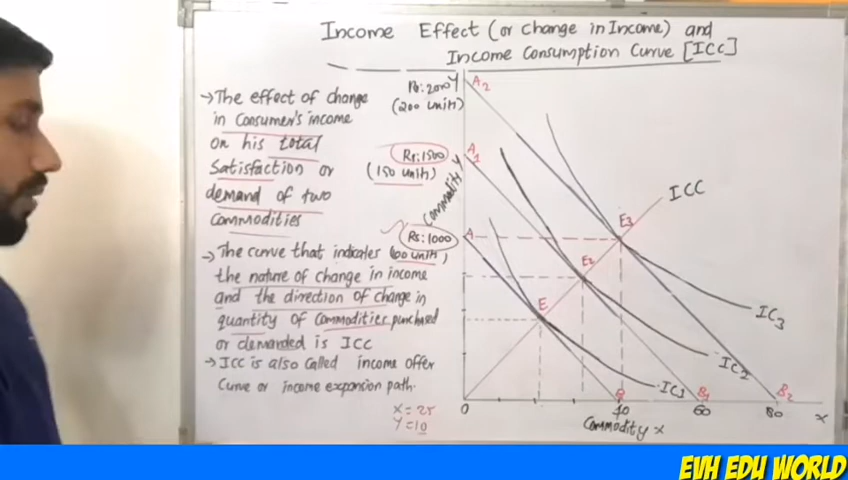 Income Effect (or change in Income) and
Income Consumption Curve [ICC]
→The effect of change
in Consumer's income
on his total
Satisfaction or
demand of two
Commodities
→ The curve that indicates
the nature of change in income
and the direction of change in
quantity of Commodities purchased
or demanded is ICC
→ ICC is also called income offer
Curve or income expansion path.
X = 25
Y = 10
Rs: 2000
(200 units)
Rs: 1500
(150 units)
Rs: 1000
(100 units)
Y
Commodity Y
A2
A1
A
E3
E2
E
ICC
IC3
IC2
IC1
B
B1
B2
0
40
60
80
X
Commodity X
EVH EDU WORLD